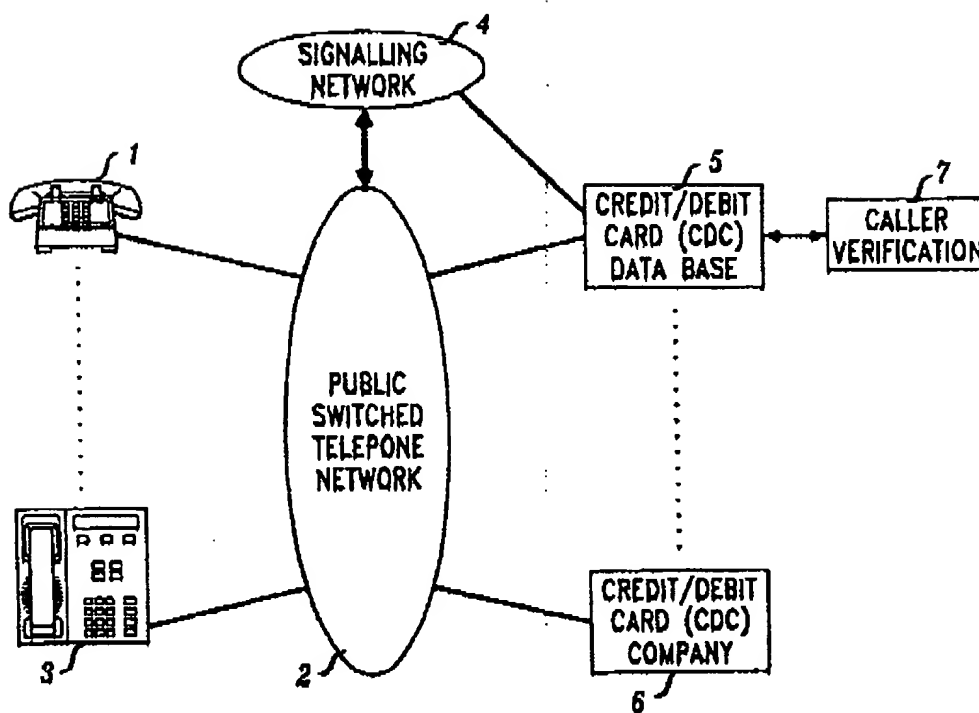 4
SIGNALLING
NETWORK
1
5
CREDIT/DEBIT
CARD (CDC)
DATA BASE
7
CALLER
VERIFICATION
PUBLIC
SWITCHED
TELEPONE
NETWORK
3
2
CREDIT/DEBIT
CARD (CDC)
COMPANY
6